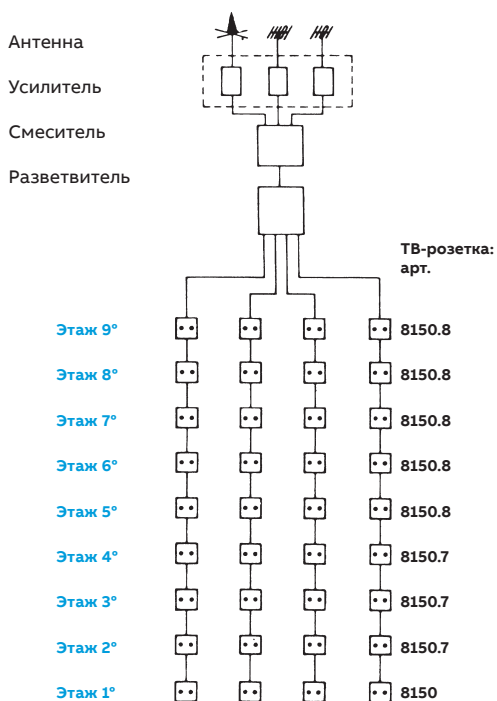 Антенна
Усилитель
Смеситель
Разветвитель
ТВ-розетка:
арт.
Этаж 9° 8150.8
Этаж 8° 8150.8
Этаж 7° 8150.8
Этаж 6° 8150.8
Этаж 5° 8150.8
Этаж 4° 8150.7
Этаж 3° 8150.7
Этаж 2° 8150.7
Этаж 1° 8150